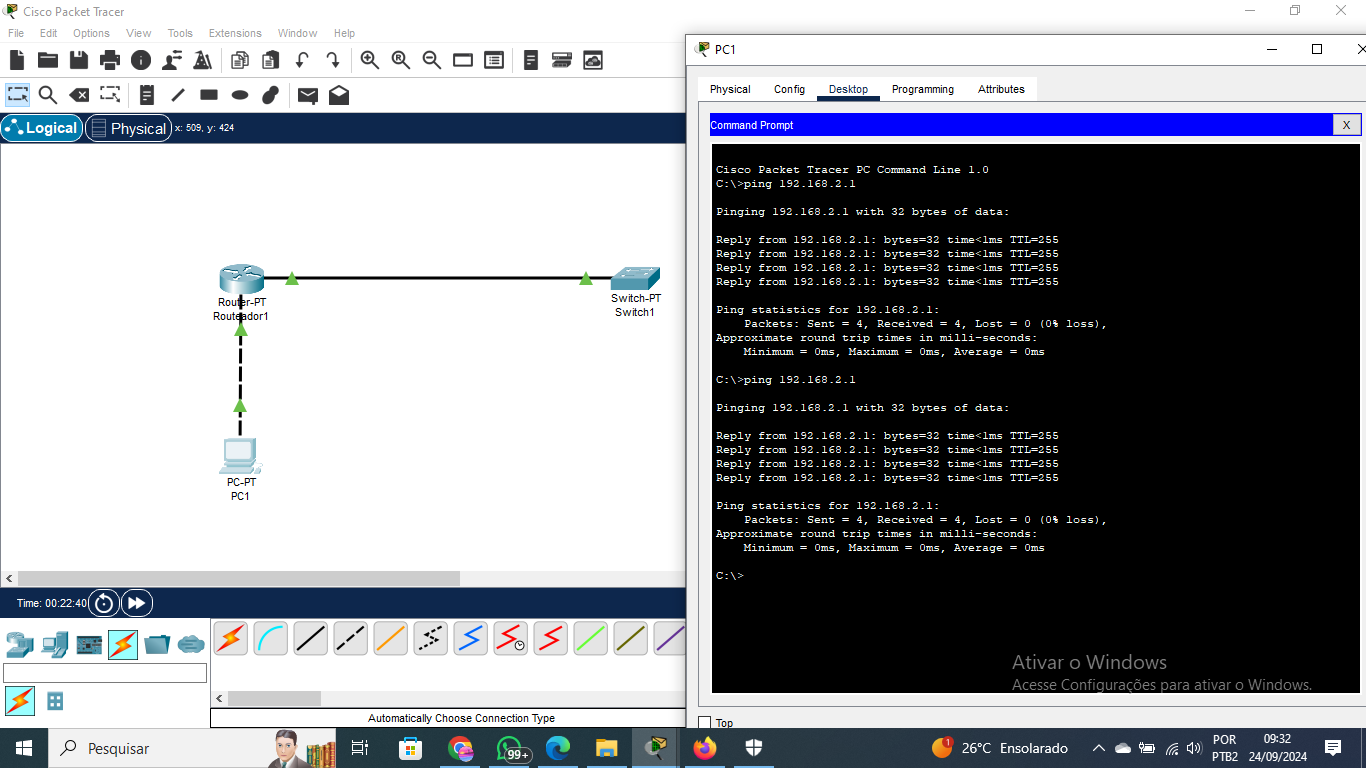 Cisco Packet Tracer
File Edit Options View Tools Extensions Window Help
Logical
Physical
x: 509, y: 424
Router-PT
Routeador1
Switch-PT
Switch1
PC-PT
PC1
Time: 00:22:40
Automatically Choose Connection Type
PC1
Physical Config Desktop Programming Attributes
Command Prompt
X
Cisco Packet Tracer PC Command Line 1.0
C:\>ping 192.168.2.1
Pinging 192.168.2.1 with 32 bytes of data:
Reply from 192.168.2.1: bytes=32 time<1ms TTL=255
Reply from 192.168.2.1: bytes=32 time<1ms TTL=255
Reply from 192.168.2.1: bytes=32 time<1ms TTL=255
Reply from 192.168.2.1: bytes=32 time<1ms TTL=255
Ping statistics for 192.168.2.1:
Packets: Sent = 4, Received = 4, Lost = 0 (0% loss),
Approximate round trip times in milli-seconds:
Minimum = 0ms, Maximum = 0ms, Average = 0ms
C:\>ping 192.168.2.1
Pinging 192.168.2.1 with 32 bytes of data:
Reply from 192.168.2.1: bytes=32 time<1ms TTL=255
Reply from 192.168.2.1: bytes=32 time<1ms TTL=255
Reply from 192.168.2.1: bytes=32 time<1ms TTL=255
Reply from 192.168.2.1: bytes=32 time<1ms TTL=255
Ping statistics for 192.168.2.1:
Packets: Sent = 4, Received = 4, Lost = 0 (0% loss),
Approximate round trip times in milli-seconds:
Minimum = 0ms, Maximum = 0ms, Average = 0ms
C:\>
Ativar o Windows
Acesse Configurações para ativar o Windows.
Top
Pesquisar
99+
1
26°C Ensolarado
POR
PTB2
09:32
24/09/2024